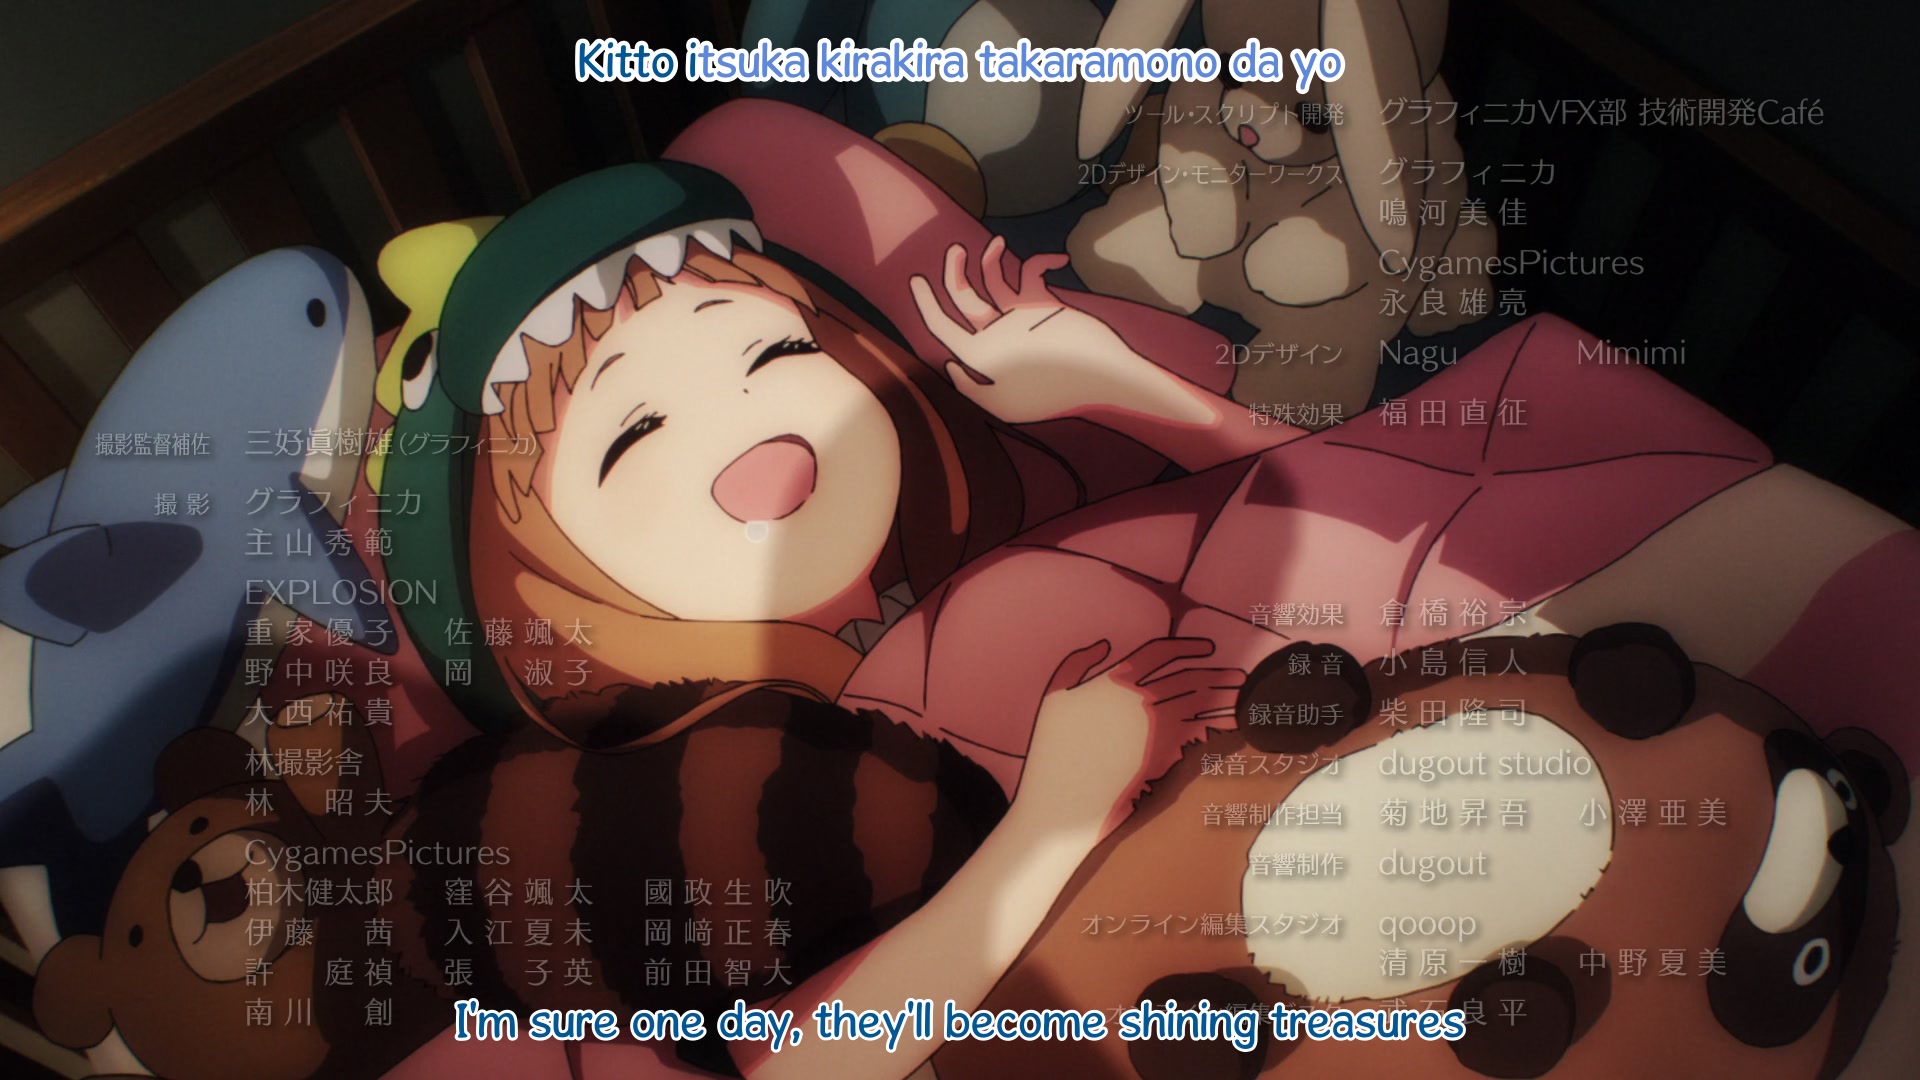 Kitto itsuka kirakira takaramono da yo
ツール・スクリプト開発 グラフィニカVFX部 技術開発Café
2Dデザイン・モニターワークス グラフィニカ
鳴河美佳
CygamesPictures
永良雄亮
2Dデザイン Nagu Mimimi
特殊効果 福田直征
撮影監督補佐 三好眞樹雄(グラフィニカ)
撮影 グラフィニカ
主山秀範
EXPLOSION
重家優子 佐藤颯太
野中咲良 岡淑子
大西祐貴
林撮影舎
林昭夫
CygamesPictures
柏木健太郎 窪谷颯太 國政生吹
伊藤茜 入江夏未 岡﨑正春
許庭禎 張子英 前田智大
南川創
音響効果 倉橋裕宗
録音 小島信人
録音助手 柴田隆司
録音スタジオ dugout studio
音響制作担当 菊地昇吾 小澤亜美
音響制作 dugout
オンライン編集スタジオ qooop
清原一樹 中野夏美
武石良平
I'm sure one day, they'll become shining treasures